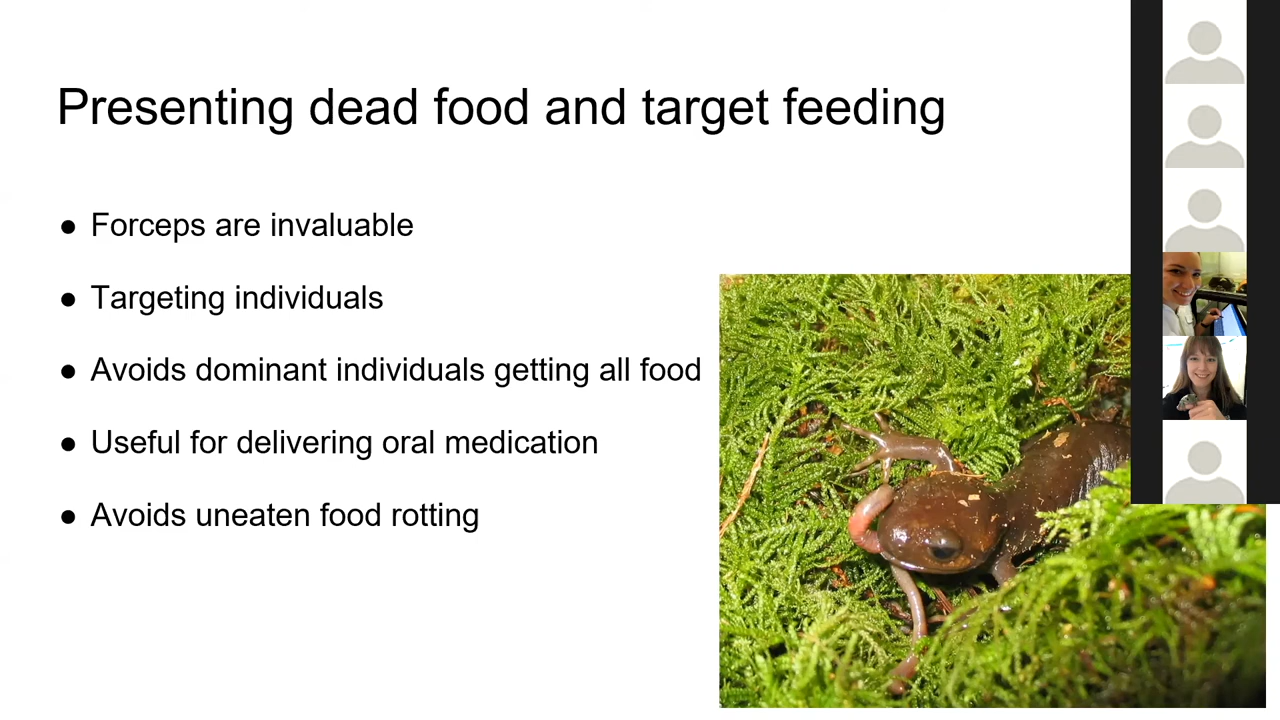 Presenting dead food and target feeding
● Forceps are invaluable
● Targeting individuals
● Avoids dominant individuals getting all food
● Useful for delivering oral medication
● Avoids uneaten food rotting